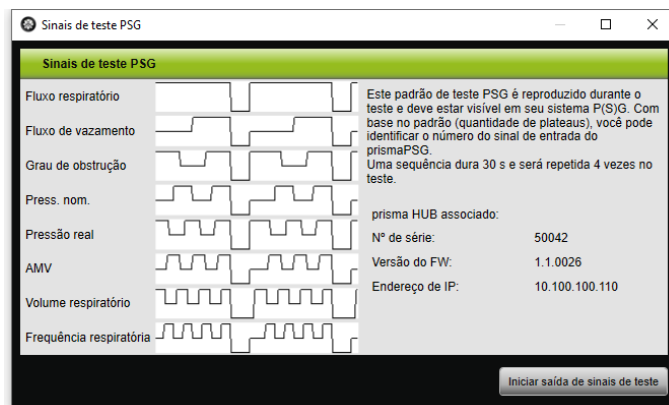 Sinais de teste PSG
Sinais de teste PSG
Fluxo respiratório
Fluxo de vazamento
Grau de obstrução
Press. nom.
Pressão real
AMV
Volume respiratório
Frequência respiratória
Este padrão de teste PSG é reproduzido durante o
teste e deve estar visível em seu sistema P(S)G. Com
base no padrão (quantidade de plateaus), você pode
identificar o número do sinal de entrada do
prismaPSG.
Uma sequência dura 30 s e será repetida 4 vezes no
teste.
prisma HUB associado:
Nº de série: 50042
Versão do FW: 1.1.0026
Endereço de IP: 10.100.100.110
Iniciar saída de sinais de teste